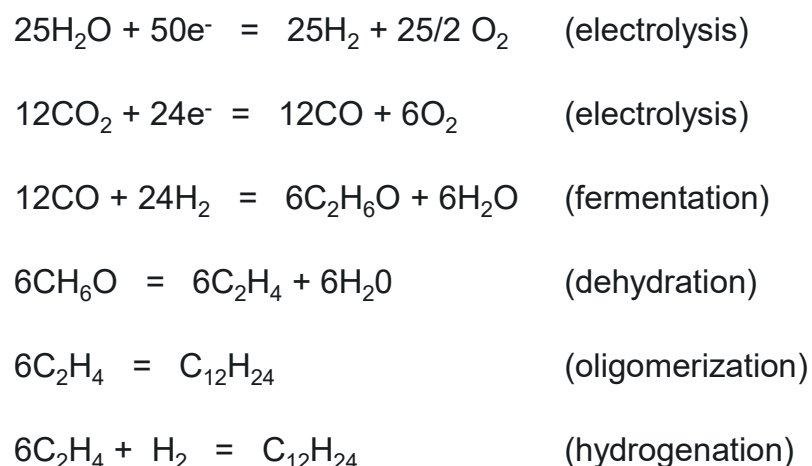 25H₂O + 50e⁻ = 25H₂ + 25/2 O₂ (electrolysis)
12CO₂ + 24e⁻ = 12CO + 6O₂ (electrolysis)
12CO + 24H₂ = 6C₂H₆O + 6H₂O (fermentation)
6CH₆O = 6C₂H₄ + 6H₂0 (dehydration)
6C₂H₄ = C₁₂H₂₄ (oligomerization)
6C₂H₄ + H₂ = C₁₂H₂₄ (hydrogenation)